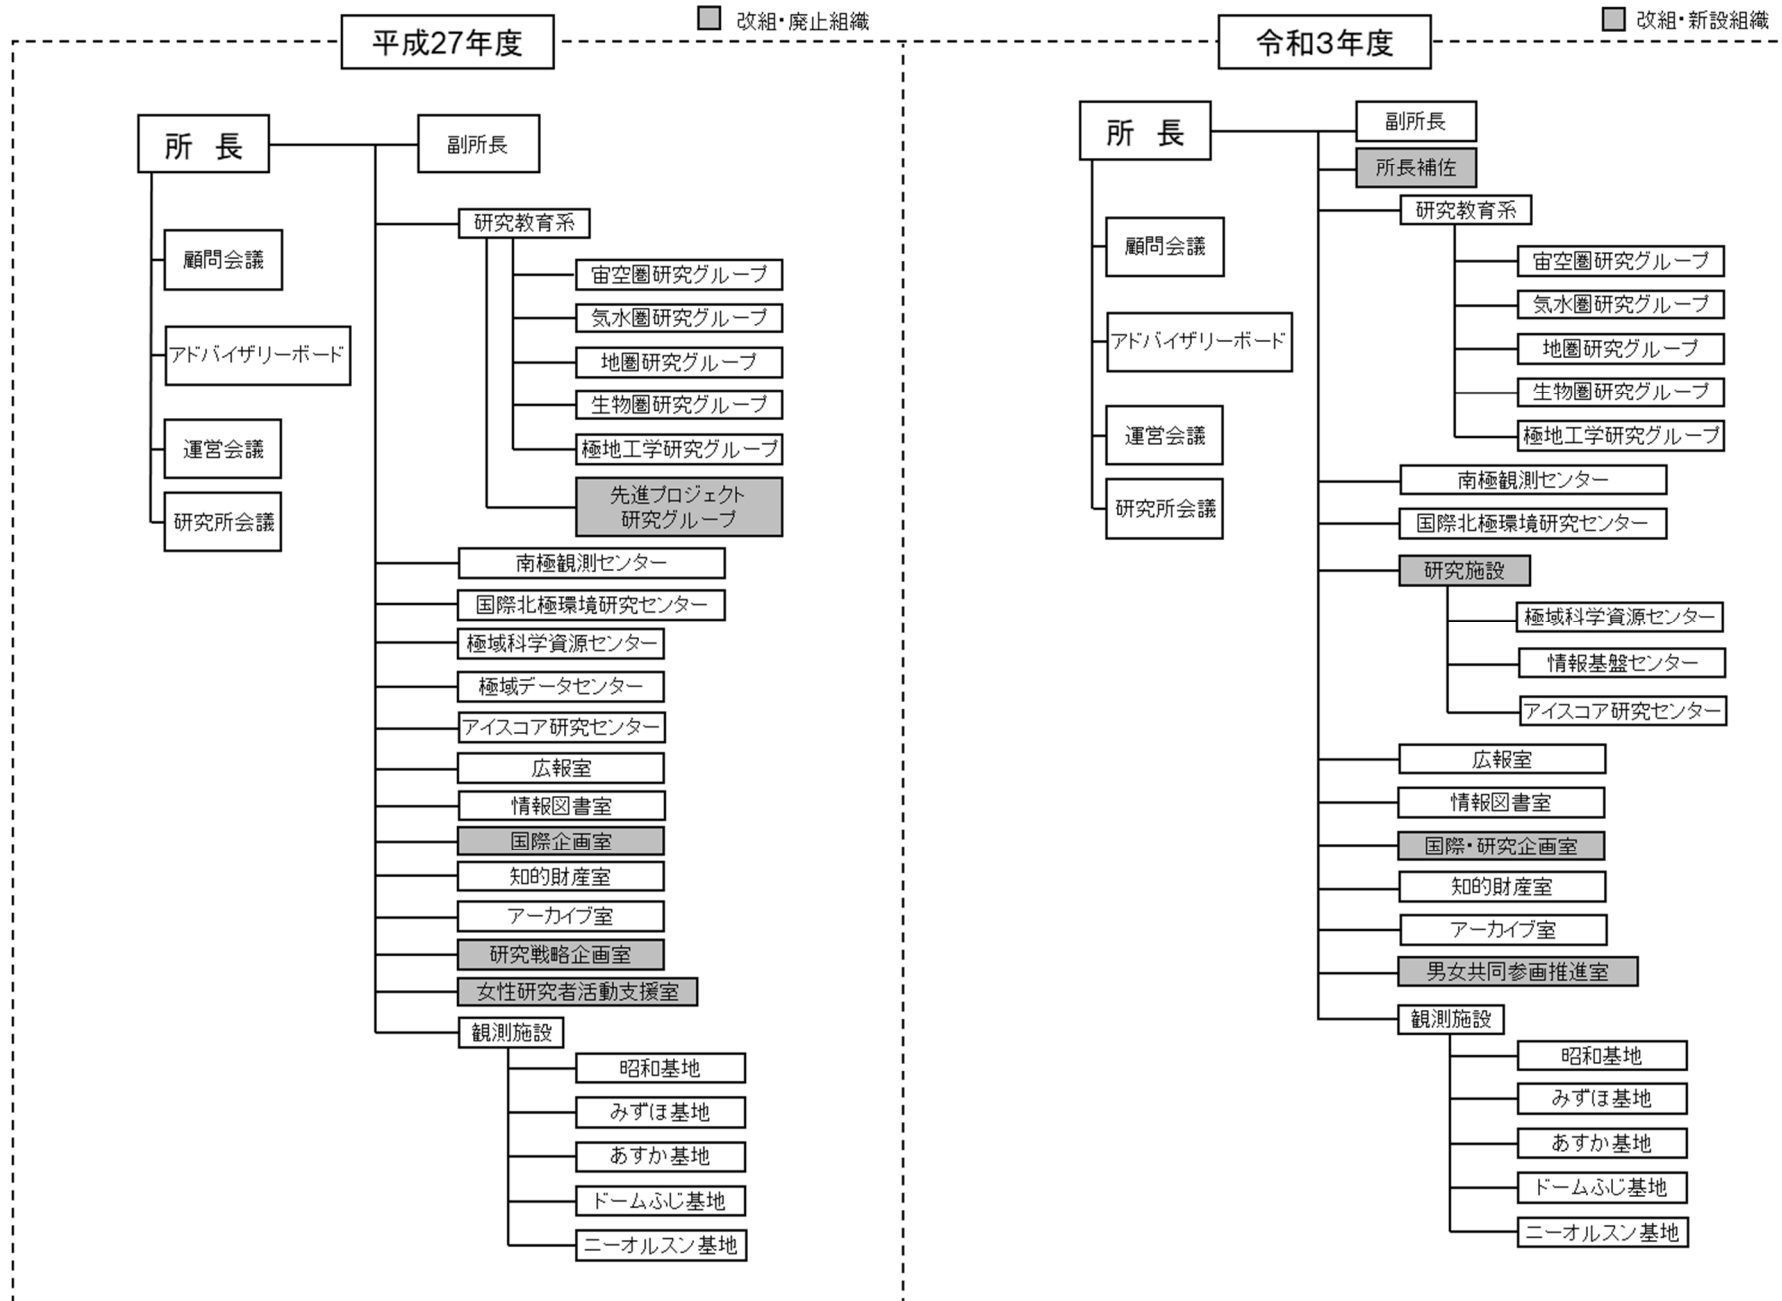 平成27年度
改組・廃止組織
所 長
副所長
顧問会議
アドバイザリーボード
運営会議
研究所会議
研究教育系
宙空圏研究グループ
気水圏研究グループ
地圏研究グループ
生物圏研究グループ
極地工学研究グループ
先進プロジェクト
研究グループ
南極観測センター
国際北極環境研究センター
極域科学資源センター
極域データセンター
アイスコア研究センター
広報室
情報図書室
国際企画室
知的財産室
アーカイブ室
研究戦略企画室
女性研究者活動支援室
観測施設
昭和基地
みずほ基地
あすか基地
ドームふじ基地
ニーオルスン基地
令和3年度
改組・新設組織
所 長
副所長
所長補佐
顧問会議
アドバイザリーボード
運営会議
研究所会議
研究教育系
宙空圏研究グループ
気水圏研究グループ
地圏研究グループ
生物圏研究グループ
極地工学研究グループ
南極観測センター
国際北極環境研究センター
研究施設
極域科学資源センター
情報基盤センター
アイスコア研究センター
広報室
情報図書室
国際・研究企画室
知的財産室
アーカイブ室
男女共同参画推進室
観測施設
昭和基地
みずほ基地
あすか基地
ドームふじ基地
ニーオルスン基地